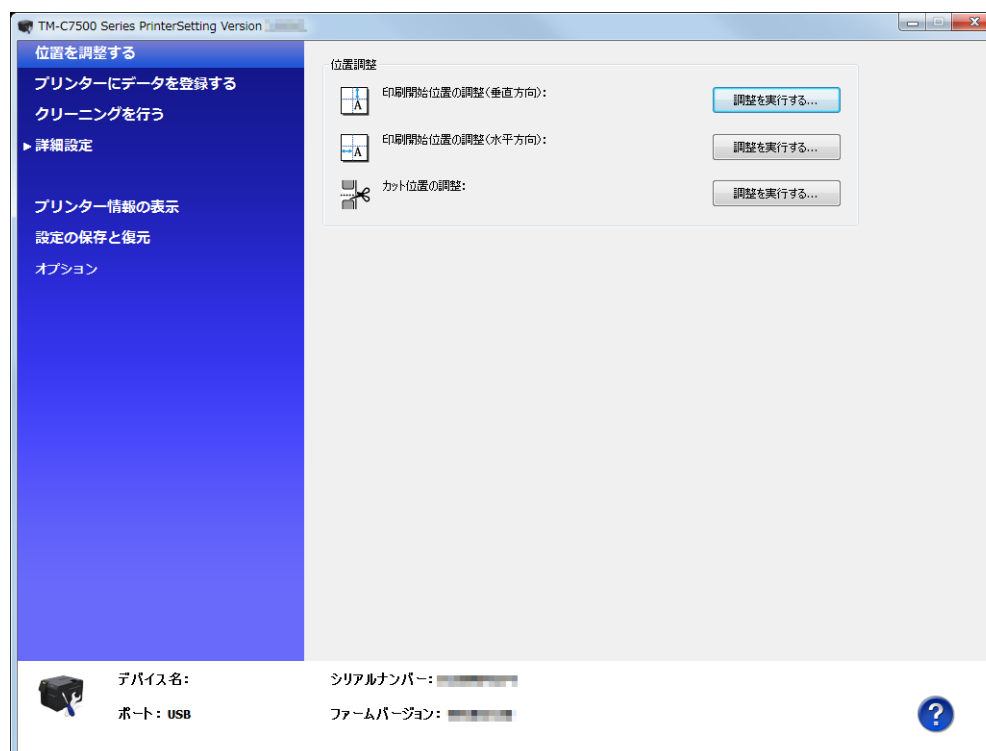 TM-C7500 Series PrinterSetting Version
位置を調整する
プリンターにデータを登録する
クリーニングを行う
詳細設定
プリンター情報の表示
設定の保存と復元
オプション
位置調整
印刷開始位置の調整(垂直方向):
調整を実行する...
印刷開始位置の調整(水平方向):
調整を実行する...
カット位置の調整:
調整を実行する...
デバイス名:
シリアルナンバー:
ポート: USB
ファームバージョン: